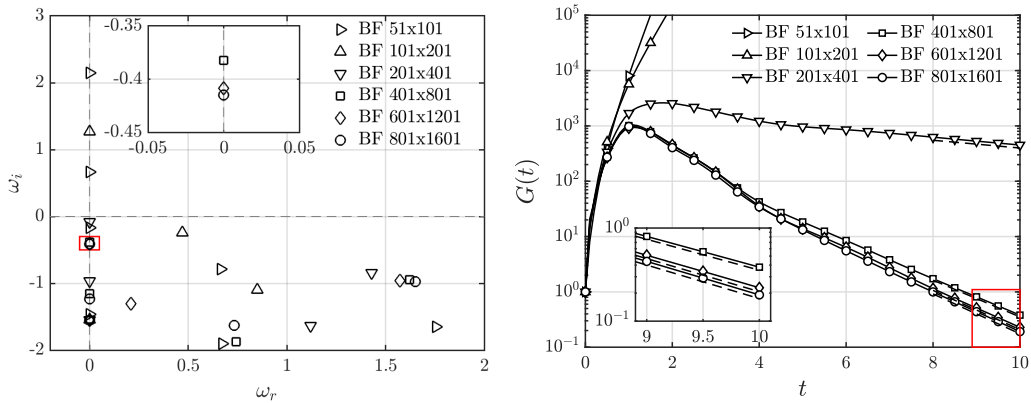 3
2
1
0
-1
-2
ω_i
0
0.5
1
1.5
2
ω_r
-0.35
-0.4
-0.45
-0.05
0
0.05
BF 51x101
BF 101x201
BF 201x401
BF 401x801
BF 601x1201
BF 801x1601
10^5
10^4
10^3
10^2
10^1
10^0
10^-1
G(t)
0
2
4
6
8
10
t
BF 51x101
BF 101x201
BF 201x401
BF 401x801
BF 601x1201
BF 801x1601
10^0
10^-1
9
9.5
10